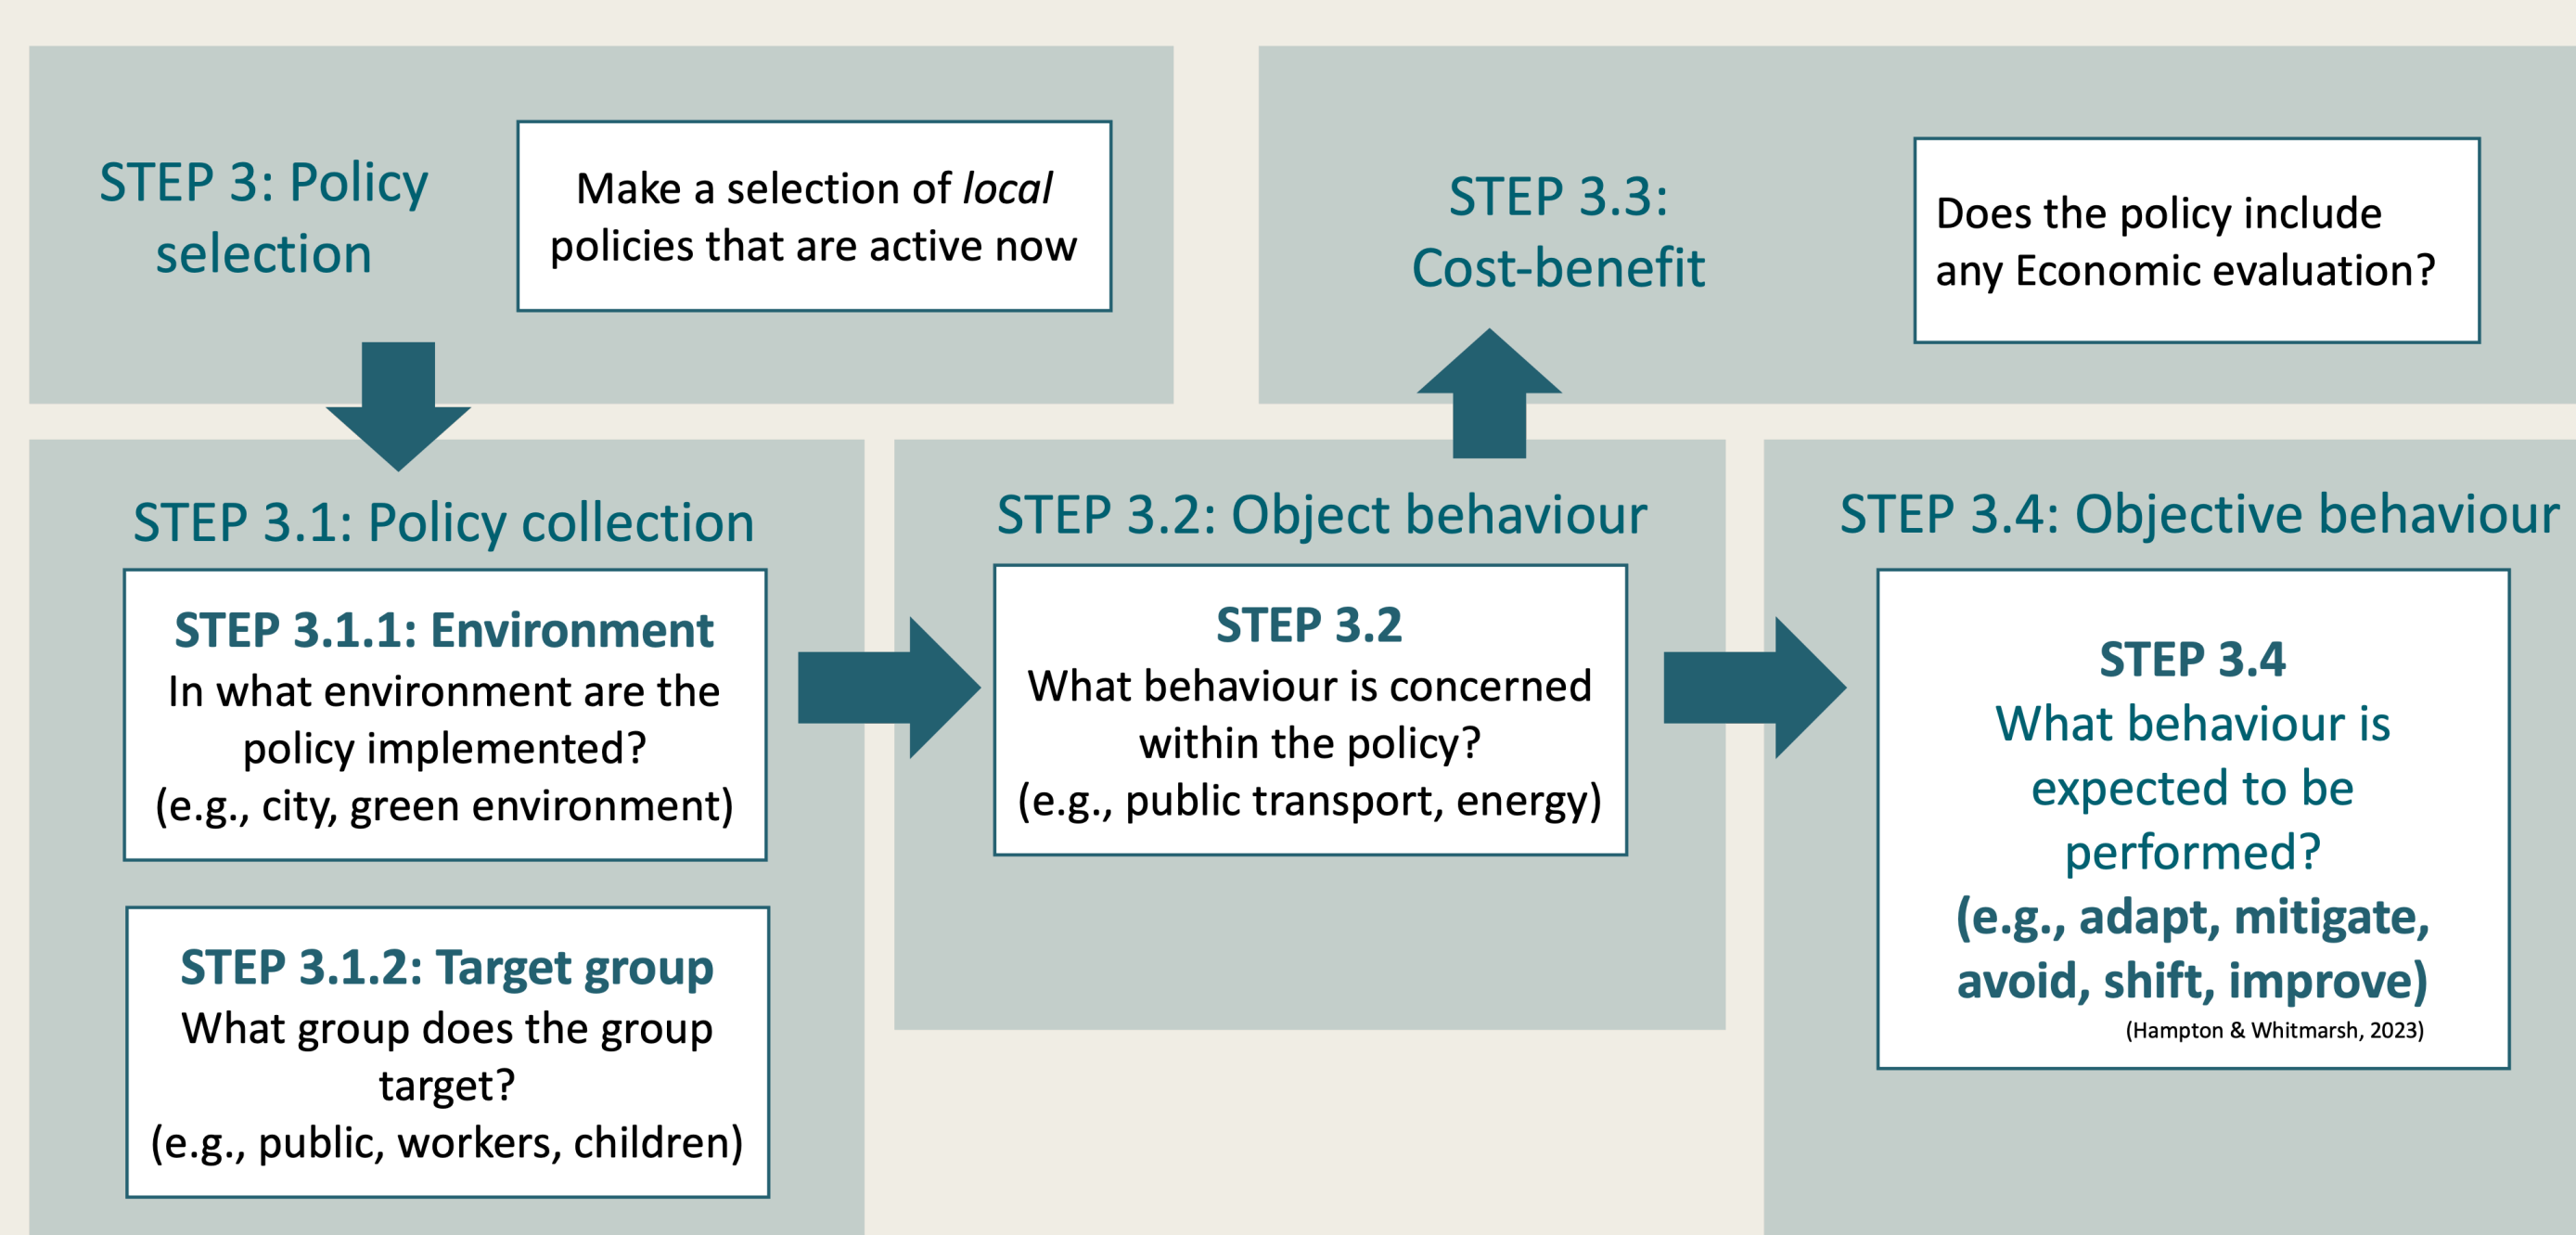 STEP 3: Policy
selection
Make a selection of local
policies that are active now
STEP 3.3:
Cost-benefit
Does the policy include
any Economic evaluation?
STEP 3.1: Policy collection
STEP 3.1.1: Environment
In what environment are the
policy implemented?
(e.g., city, green environment)
STEP 3.1.2: Target group
What group does the group
target?
(e.g., public, workers, children)
STEP 3.2: Object behaviour
STEP 3.2
What behaviour is concerned
within the policy?
(e.g., public transport, energy)
STEP 3.4: Objective behaviour
STEP 3.4
What behaviour is
expected to be
performed?
(e.g., adapt, mitigate,
avoid, shift, improve)
(Hampton & Whitmarsh, 2023)